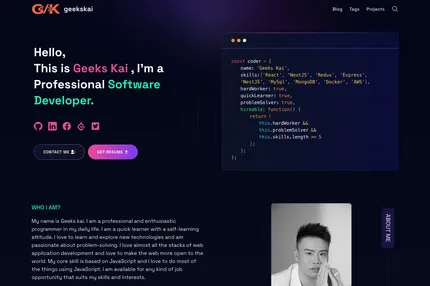 G/K geekskai
Blog Tags Projects
Hello,
This is Geeks Kai , I'm a
Professional Software
Developer.
CONTACT ME
GET RESUME
const coder = {
name: 'Geeks Kai',
skills:['React', 'NextJS', 'Redux', 'Express',
'NestJS', 'MySql', 'MongoDB', 'Docker', 'AWS'],
hardWorker: true,
quickLearner: true,
problemSolver: true,
hireable: function() {
return (
this.hardWorker &&
this.problemSolver &&
this.skills.length >= 5
);
};
};
WHO I AM?
My name is Geeks kai. I am a professional and enthusiastic
programmer in my daily life. I am a quick learner with a self-learning
attitude. I love to learn and explore new technologies and am
passionate about problem-solving. I love almost all the stacks of web
application development and love to make the web more open to the
world. My core skill is based on JavaScript and I love to do most of
the things using JavaScript. I am available for any kind of job
opportunity that suits my skills and interests.
ABOUT ME